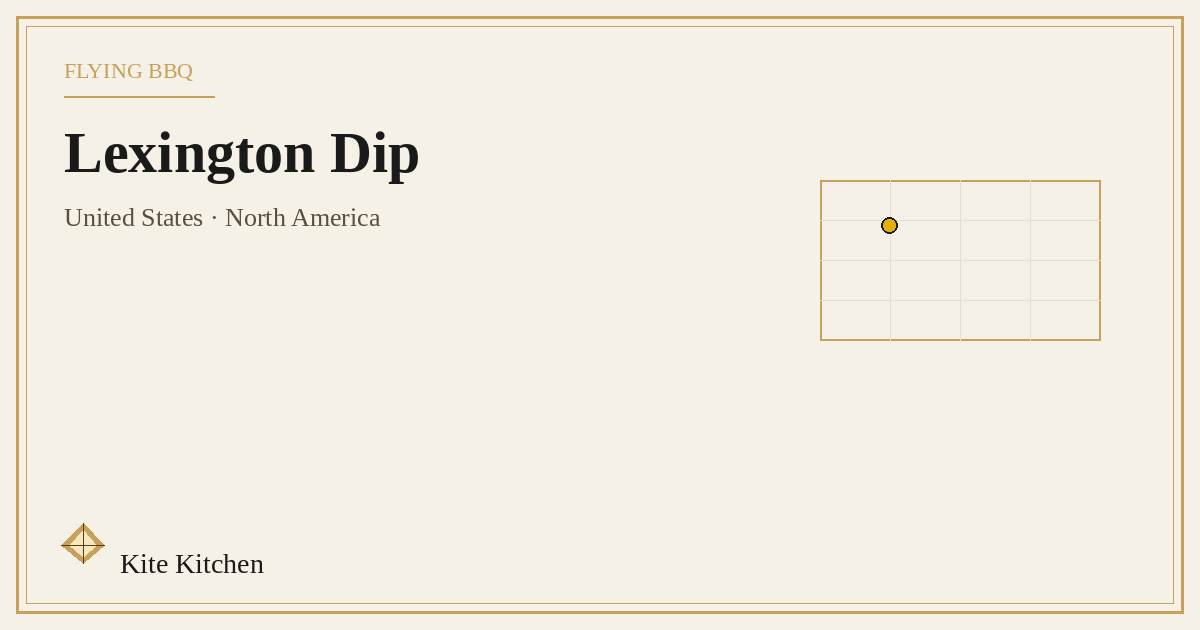 FLYING BBQ
Lexington Dip
United States · North America
Kite Kitchen